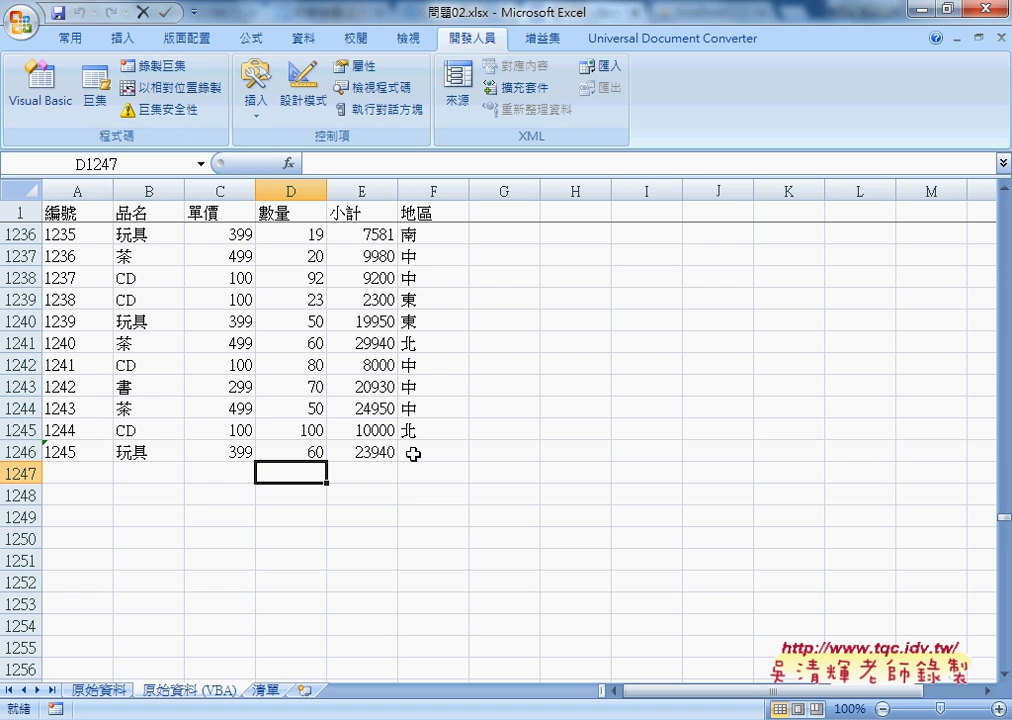 問題02.xlsx - Microsoft Excel
常用 插入 版面配置 公式 資料 校閱 檢視 開發人員 增益集 Universal Document Converter
Visual Basic 巨集 錄製巨集 以相對位置錄製 巨集安全性 程式碼
插入 設計模式 屬性 檢視程式碼 執行對話方塊 控制項
來源 對應內容 擴充套件 重新整理資料 匯入 匯出 XML
D1247 fx
A B C D E F G H I J K L M
1 編號 品名 單價 數量 小計 地區
1236 1235 玩具 399 19 7581 南
1237 1236 茶 499 20 9980 中
1238 1237 CD 100 92 9200 中
1239 1238 CD 100 23 2300 東
1240 1239 玩具 399 50 19950 東
1241 1240 茶 499 60 29940 北
1242 1241 CD 100 80 8000 中
1243 1242 書 299 70 20930 中
1244 1243 茶 499 50 24950 中
1245 1244 CD 100 100 10000 北
1246 1245 玩具 399 60 23940
1247
1248
1249
1250
1251
1252
1253
1254
1255
1256
http://www.tqc.idv.tw/
吳清輝老師錄製
原始資料 原始資料 (VBA) 清單
就緒 100%